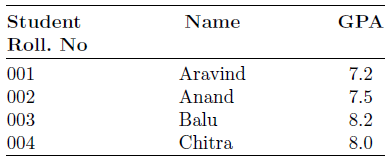 Student Name GPA
Roll. No
001 Aravind 7.2
002 Anand 7.5
003 Balu 8.2
004 Chitra 8.0